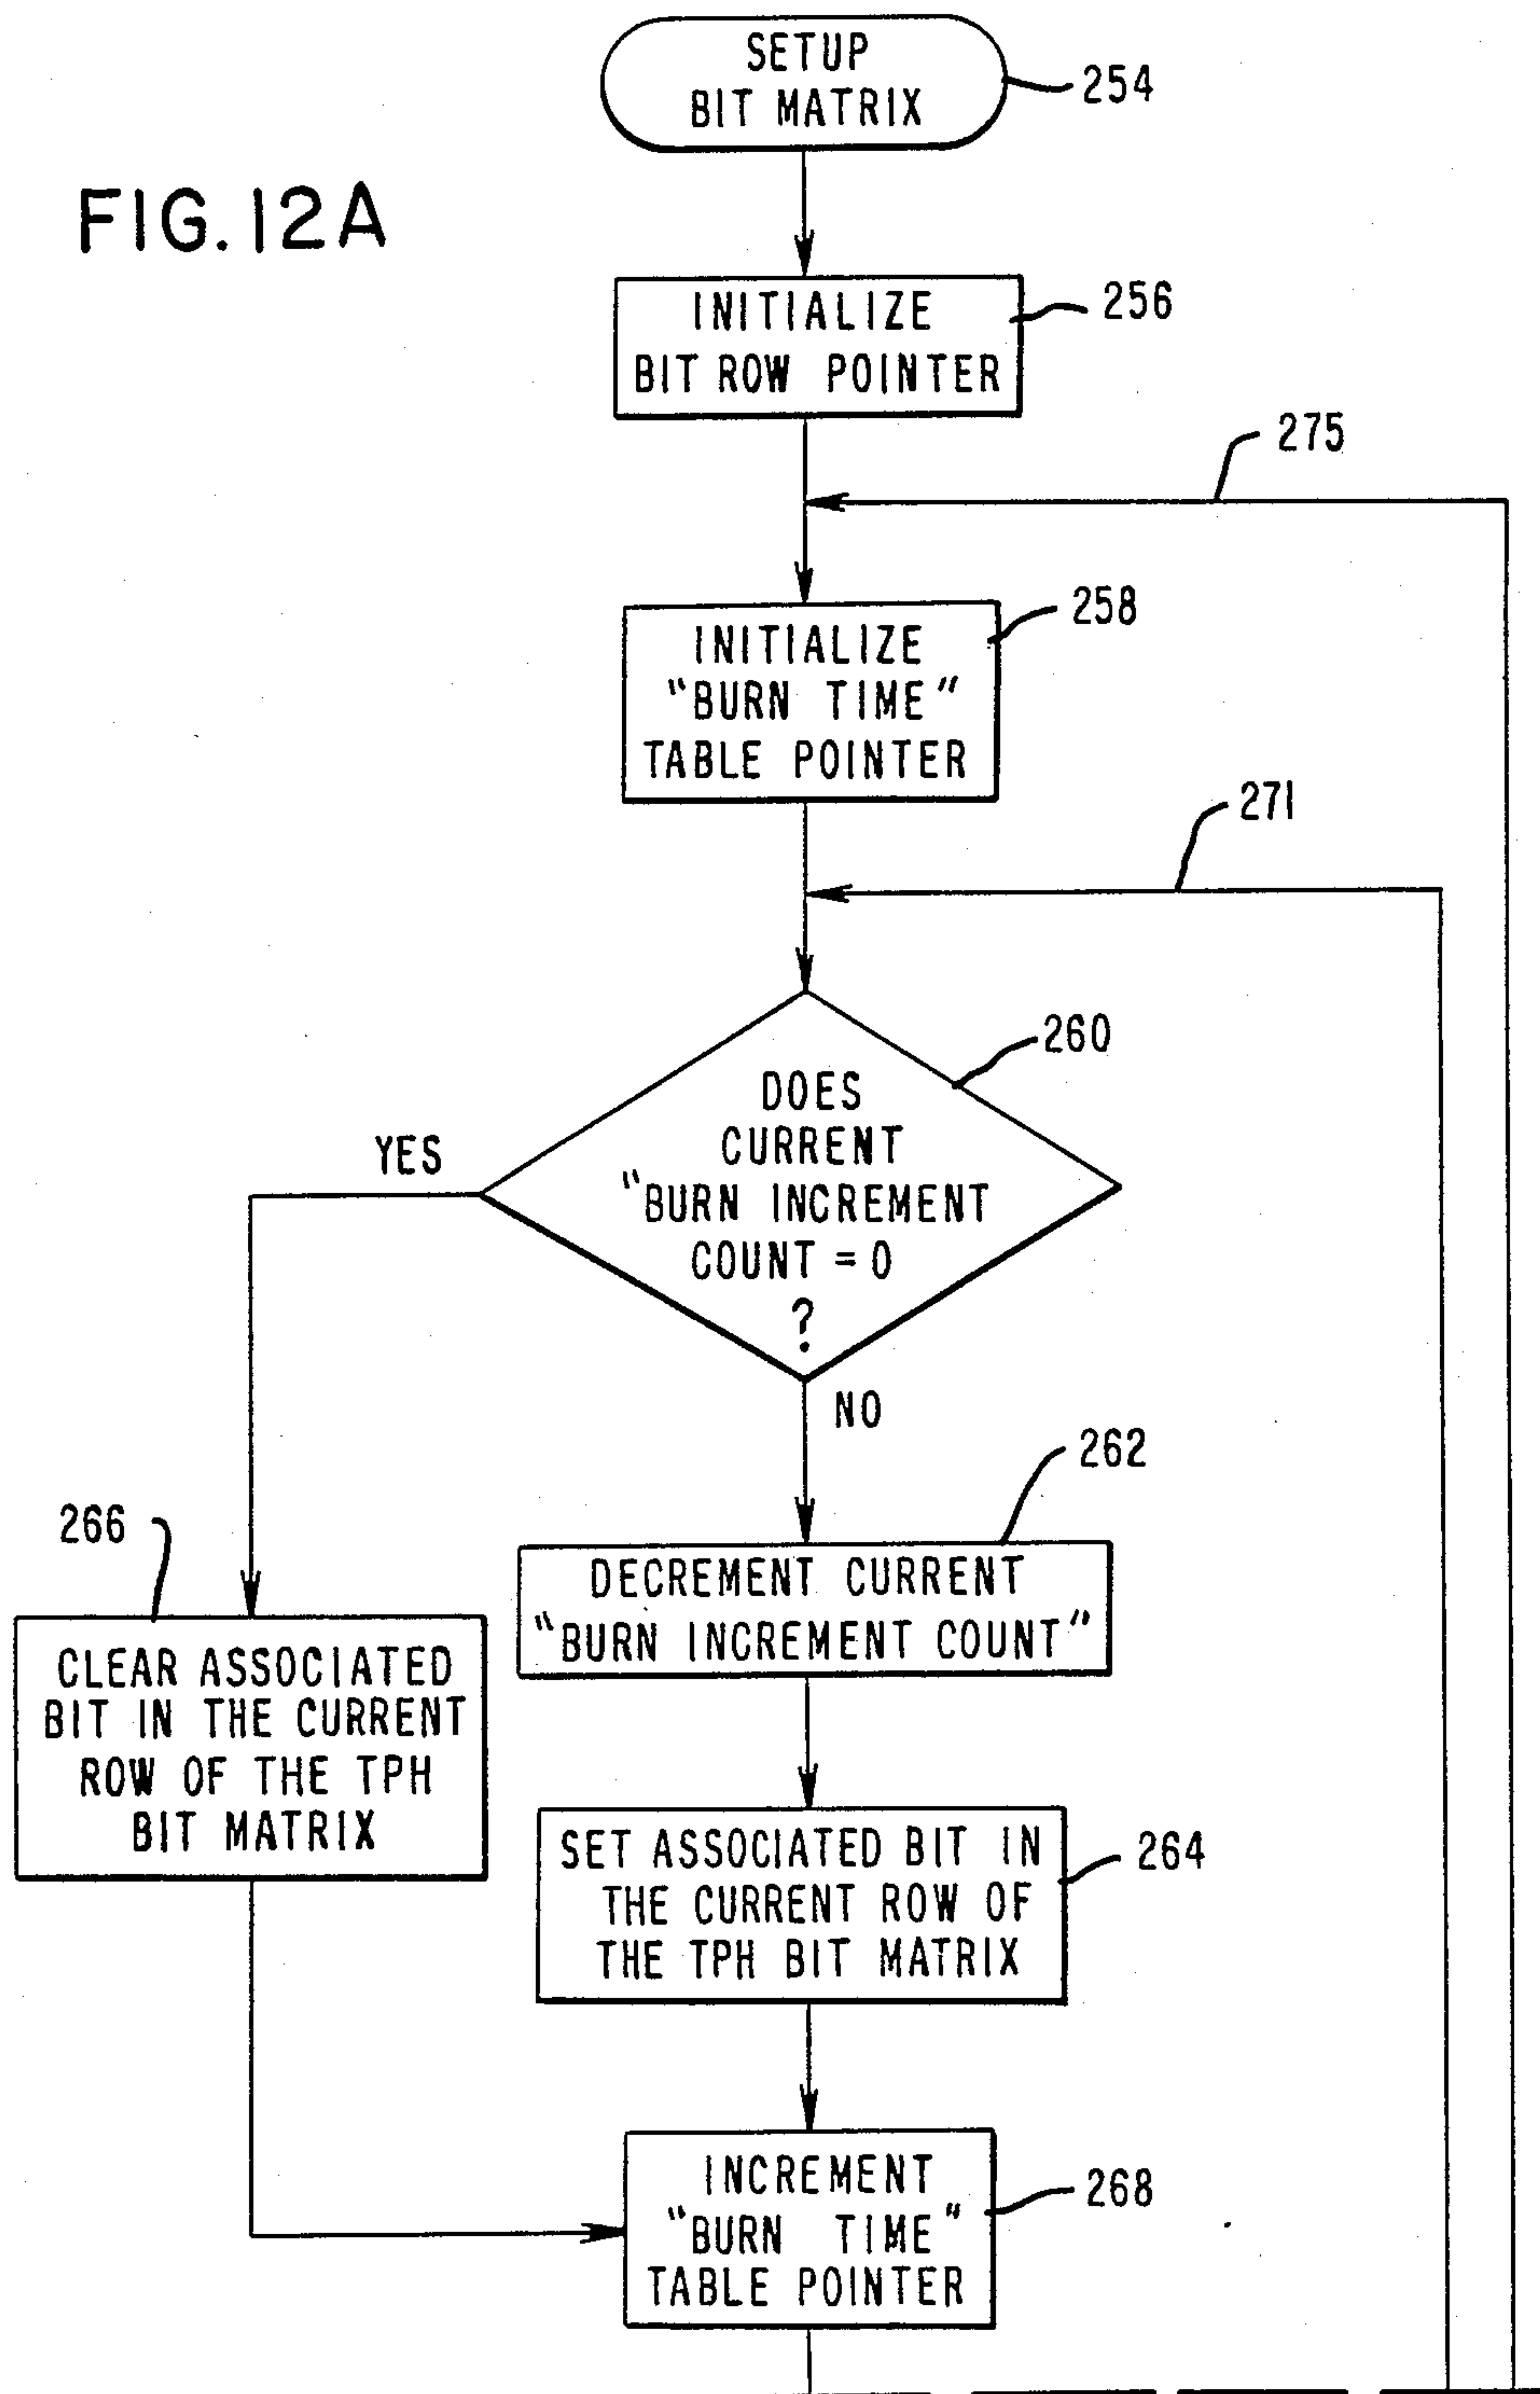 SETUP
BIT MATRIX
254
FIG. 12A
INITIALIZE
BIT ROW POINTER
256
275
INITIALIZE
"BURN TIME"
TABLE POINTER
258
271
DOES
CURRENT
"BURN INCREMENT
COUNT = 0
?
260
YES
NO
262
266
DECREMENT CURRENT
"BURN INCREMENT COUNT"
CLEAR ASSOCIATED
BIT IN THE CURRENT
ROW OF THE TPH
BIT MATRIX
SET ASSOCIATED BIT IN
THE CURRENT ROW OF
THE TPH BIT MATRIX
264
INCREMENT
"BURN TIME"
TABLE POINTER
268